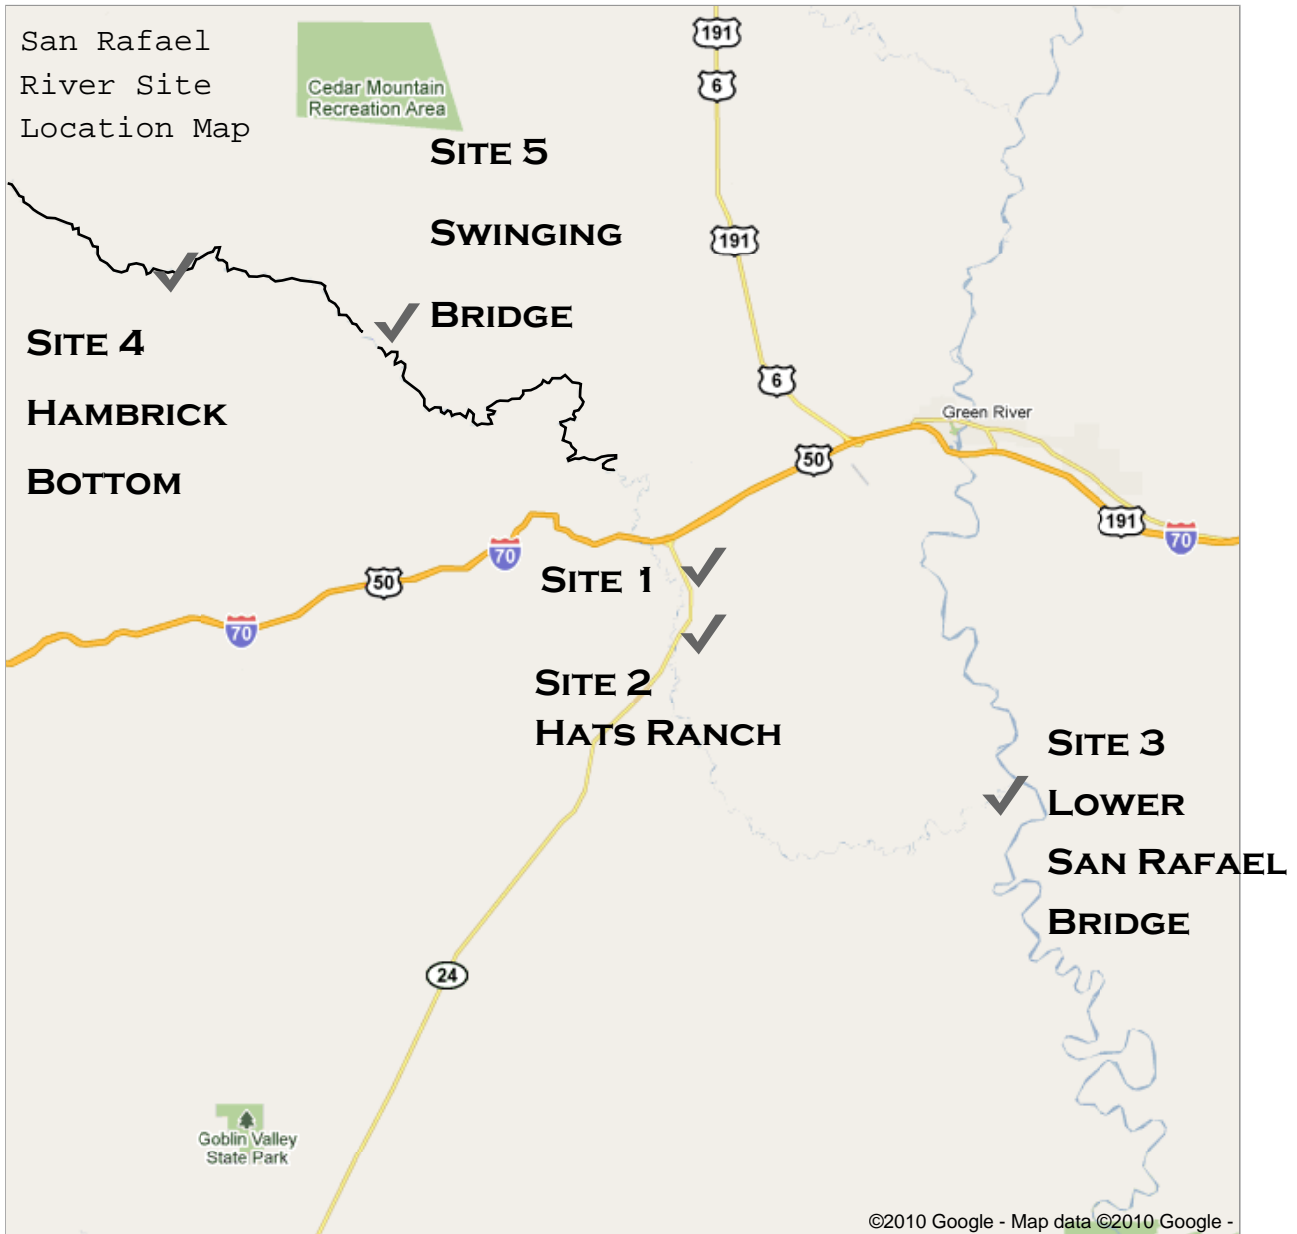 San Rafael
River Site
Location Map
Cedar Mountain
Recreation Area
191
6
Site 5
Swinging
Bridge
191
Site 4
Hambrick
Bottom
6
Green River
50
191
70
70
50
Site 1
70
Site 2
Hats Ranch
Site 3
Lower
San Rafael
Bridge
24
Goblin Valley
State Park
©2010 Google - Map data ©2010 Google -